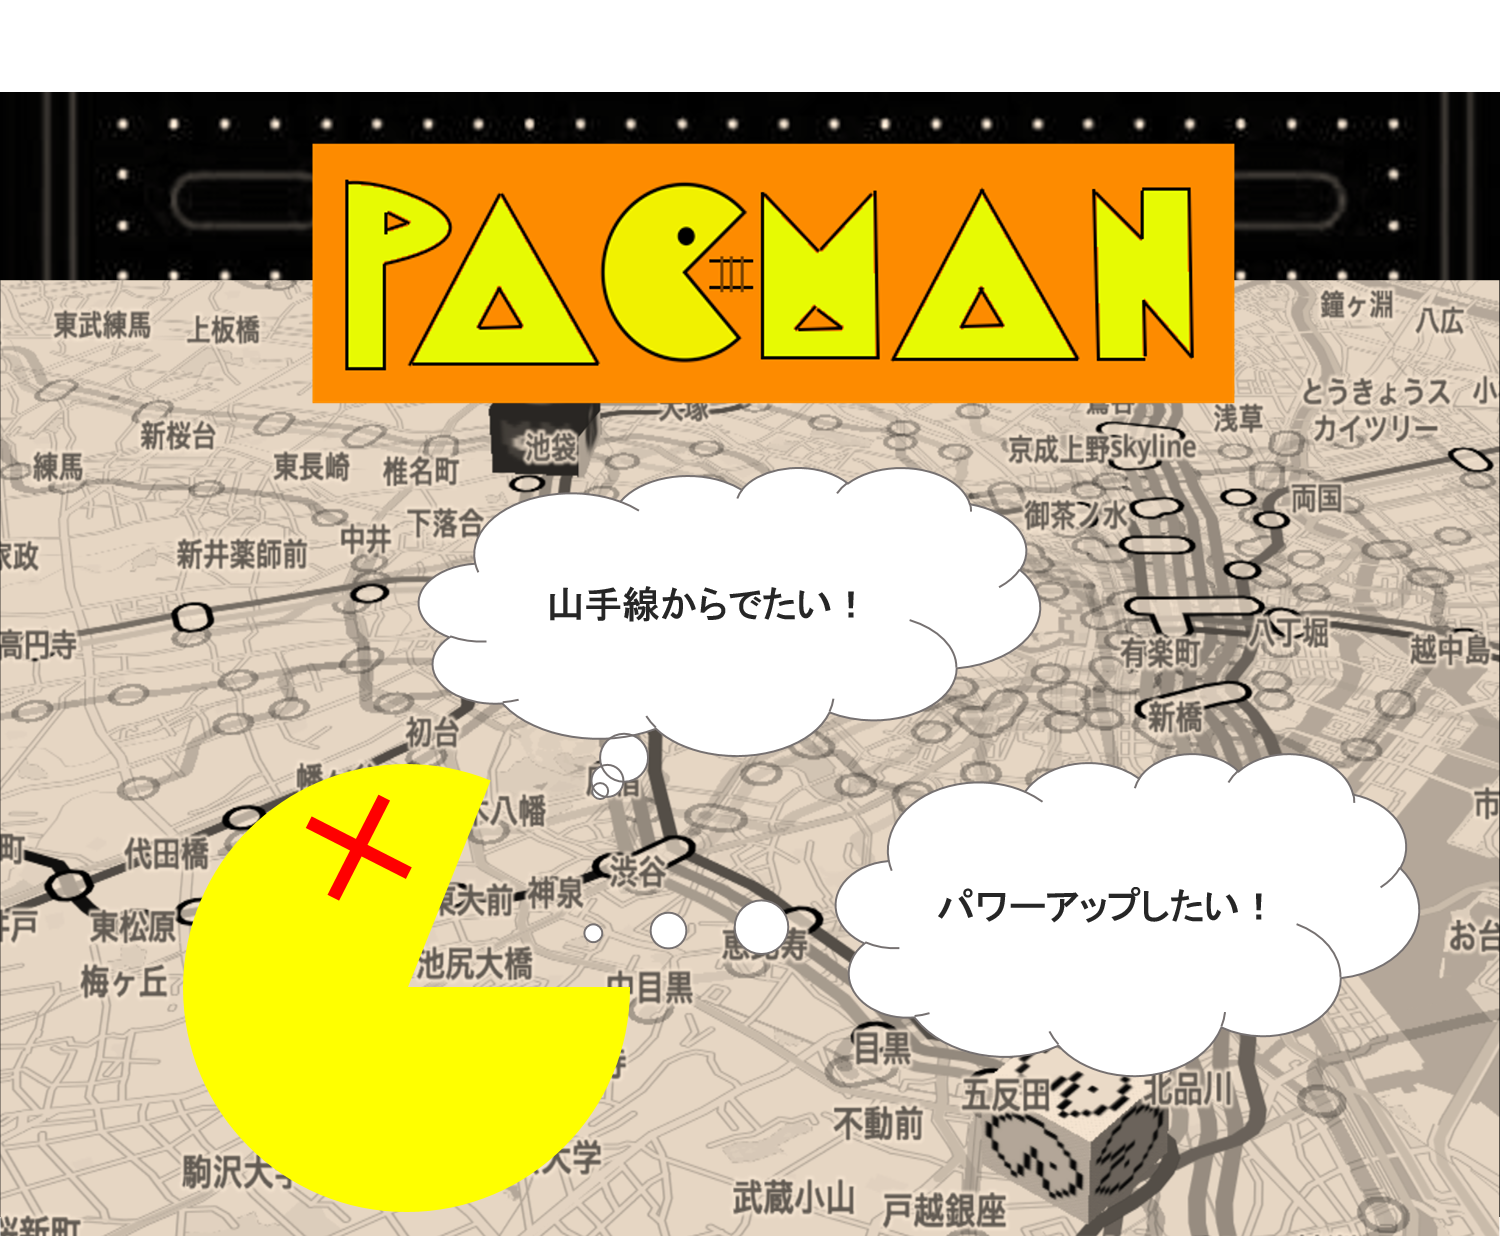 PACMAN
東武練馬
上板橋
鐘ヶ淵
八広
とうきょうス
カイツリー
小
大塚
鶯谷
浅草
新桜台
池袋
京成上野
Skyline
練馬
東長崎
椎名町
両国
下落合
御茶ノ水
中井
新井薬師前
家政
山手線からでたい！
高円寺
有楽町
八丁堀
越中島
初台
新橋
木八幡
市
町
代田橋
渋谷
神泉
東大前
パワーアップしたい！
井戸
東松原
恵比寿
お台
池尻大橋
梅ヶ丘
中目黒
目黒
五反田
北品川
不動前
駒沢大学
大学
武蔵小山
戸越銀座
桜新町